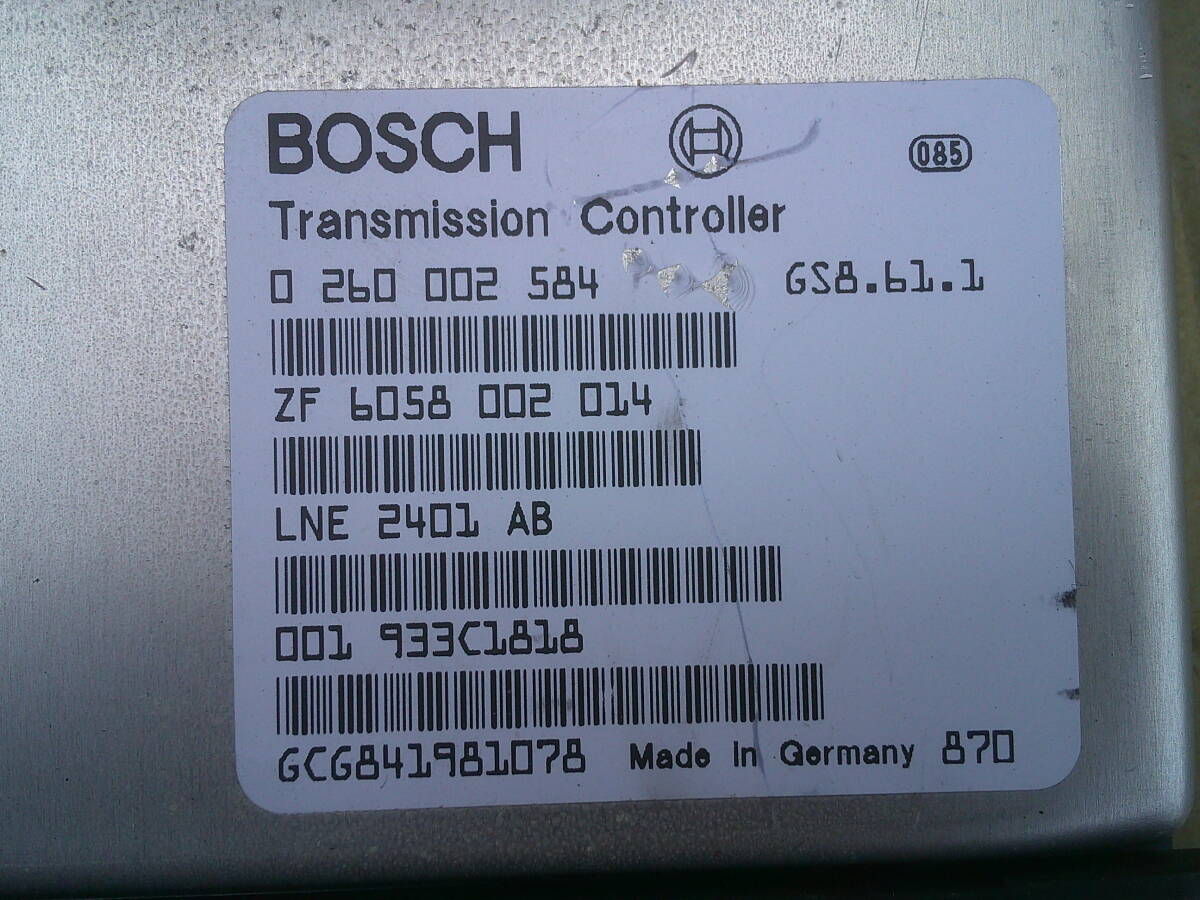 BOSCH
085
Transmission Controller
0 260 002 584 GS8.61.1
ZF 6058 002 014
LNE 2401 AB
001 933C1818
GCG841981078 Made in Germany 870